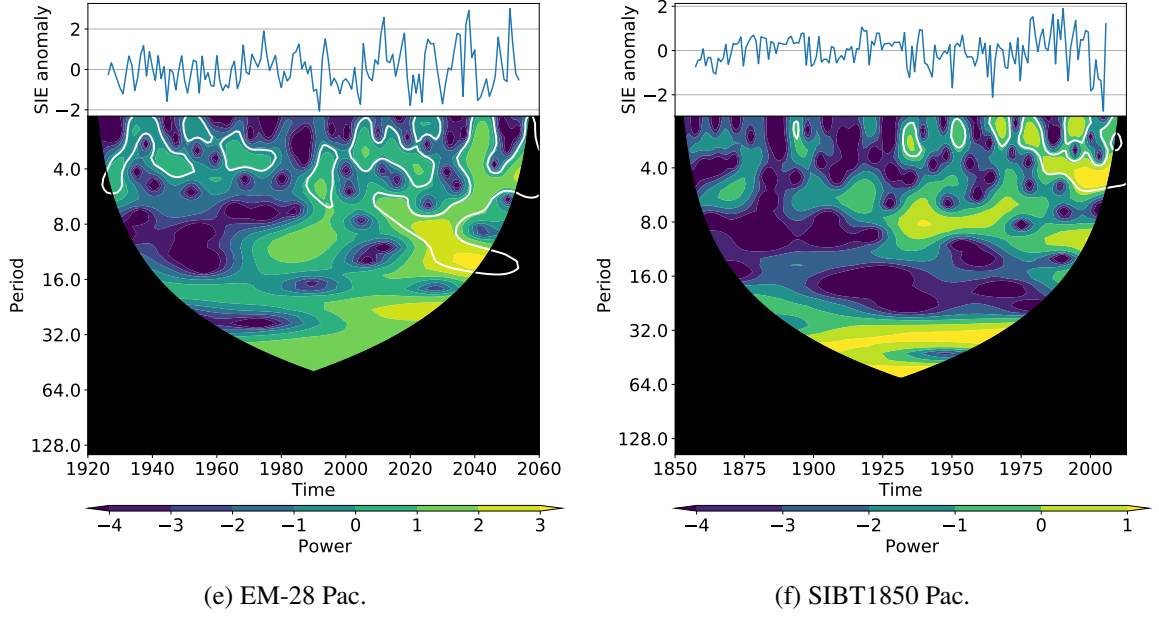 SIE anomaly
2
0
−2
Period
4.0
8.0
16.0
32.0
64.0
128.0
1920 1940 1960 1980 2000 2020 2040 2060
Time
−4 −3 −2 −1 0 1 2 3
Power
(e) EM-28 Pac.
SIE anomaly
2
0
−2
Period
4.0
8.0
16.0
32.0
64.0
128.0
1850 1875 1900 1925 1950 1975 2000
Time
−4 −3 −2 −1 0 1
Power
(f) SIBT1850 Pac.